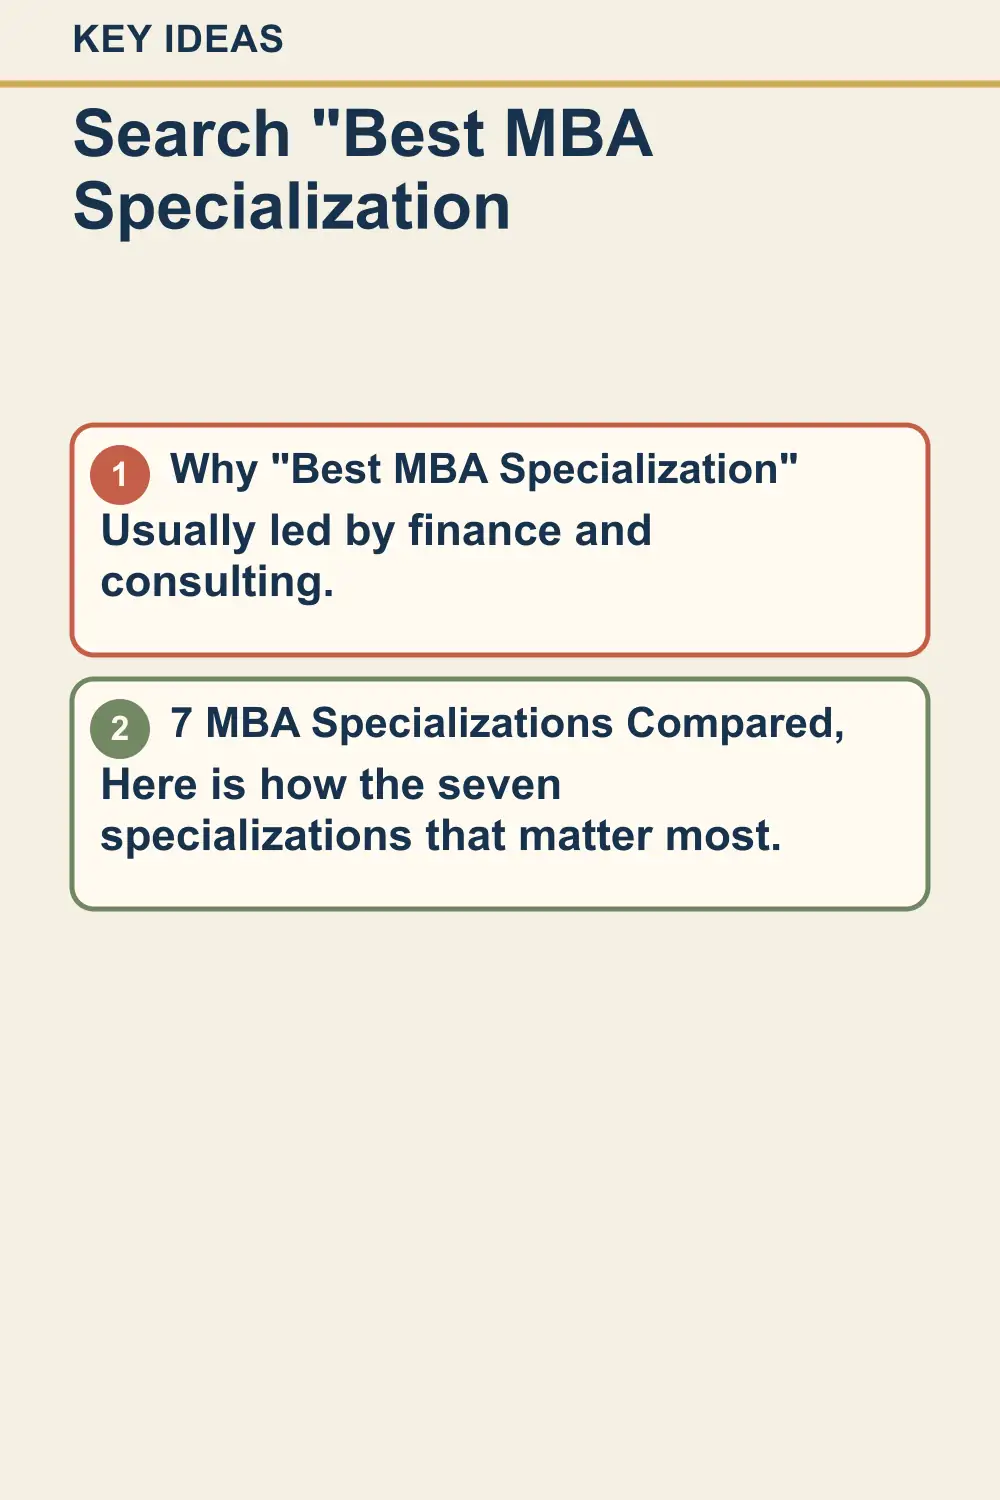 KEY IDEAS
Search "Best MBA
Specialization
1 Why "Best MBA Specialization"
Usually led by finance and
consulting.
2 7 MBA Specializations Compared,
Here is how the seven
specializations that matter most.